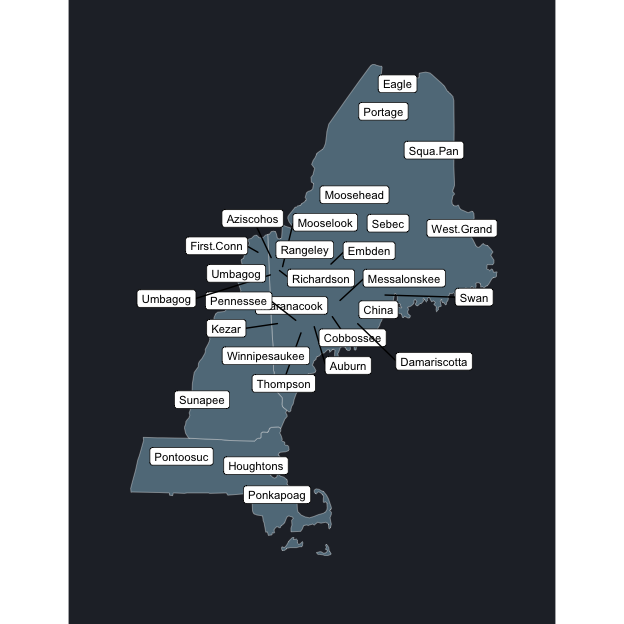 Eagle
Portage
Squa.Pan
Moosehead
Aziscohos
Mooselook
Sebec
West.Grand
First.Conn
Rangeley
Embden
Umbagog
Richardson
Messalonskee
Umbagog
Pennessee
aranacook
China
Swan
Kezar
Cobbossee
Winnipesaukee
Auburn
Damariscotta
Thompson
Sunapee
Pontoosuc
Houghtons
Ponkapoag